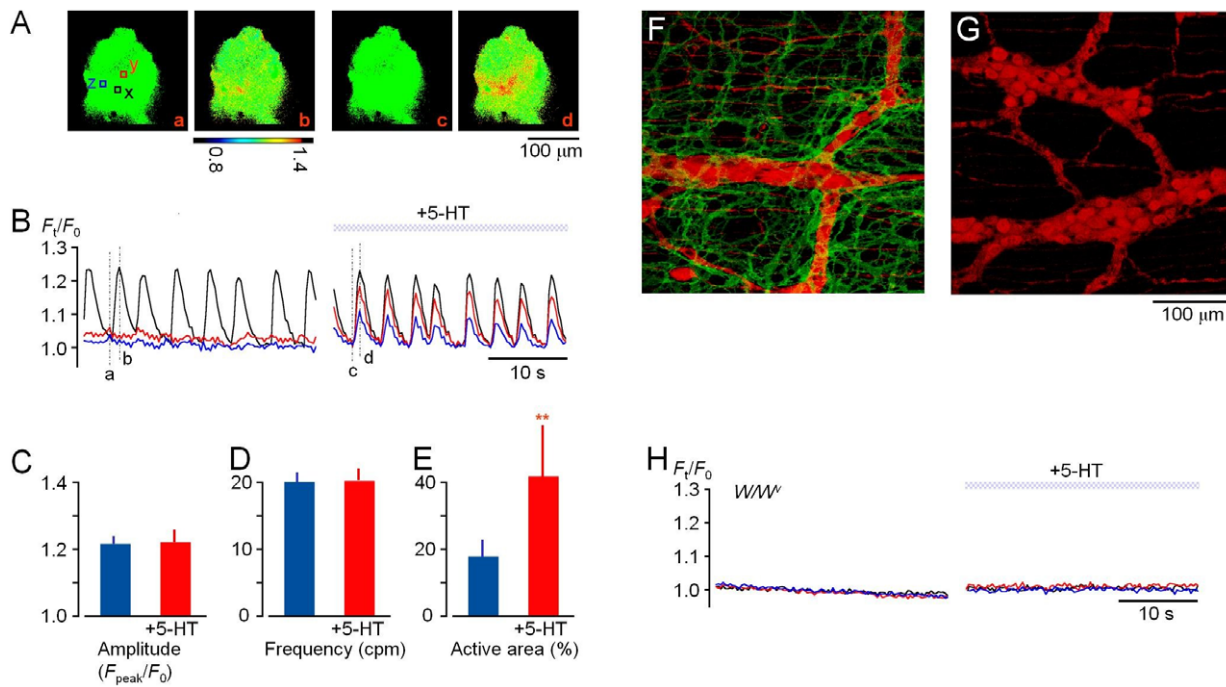 A
z
y
x
a
b
c
d
0.8
1.4
100 μm
B
Ft/F0
+5-HT
1.3
1.2
1.1
1.0
a
b
c
d
10 s
C
1.4
1.2
1.0
+5-HT
Amplitude
(Fpeak/F0)
D
20
10
0
+5-HT
Frequency (cpm)
E
**
40
20
0
+5-HT
Active area (%)
F
G
100 μm
H
Ft/F0
W/Wv
+5-HT
1.3
1.2
1.1
1.0
10 s